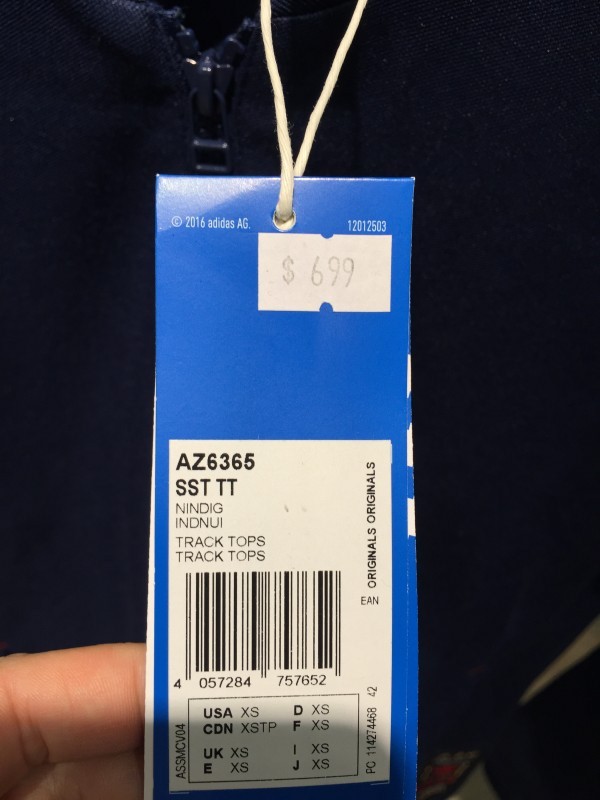 © 2016 adidas AG. 12012503
$ 699
AZ6365
SST TT
NINDIG
INDNUI
TRACK TOPS
TRACK TOPS
ORIGINALS ORIGINALS
EAN
4 057284 757652
ASSMCV04
USA XS D XS
CDN XSTP F XS
UK XS I XS
E XS J XS
PC 114274468 42